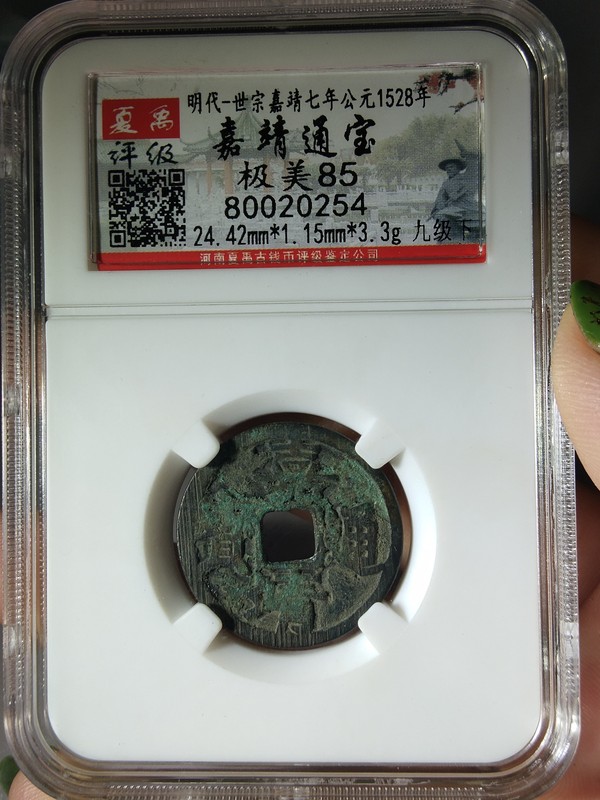 明代-世宗嘉靖七年公元1528年
夏禹
评级
嘉靖通宝
极美85
80020254
24.42mm*1.15mm*3.3g 九级下
河南夏禹古钱币评级鉴定公司